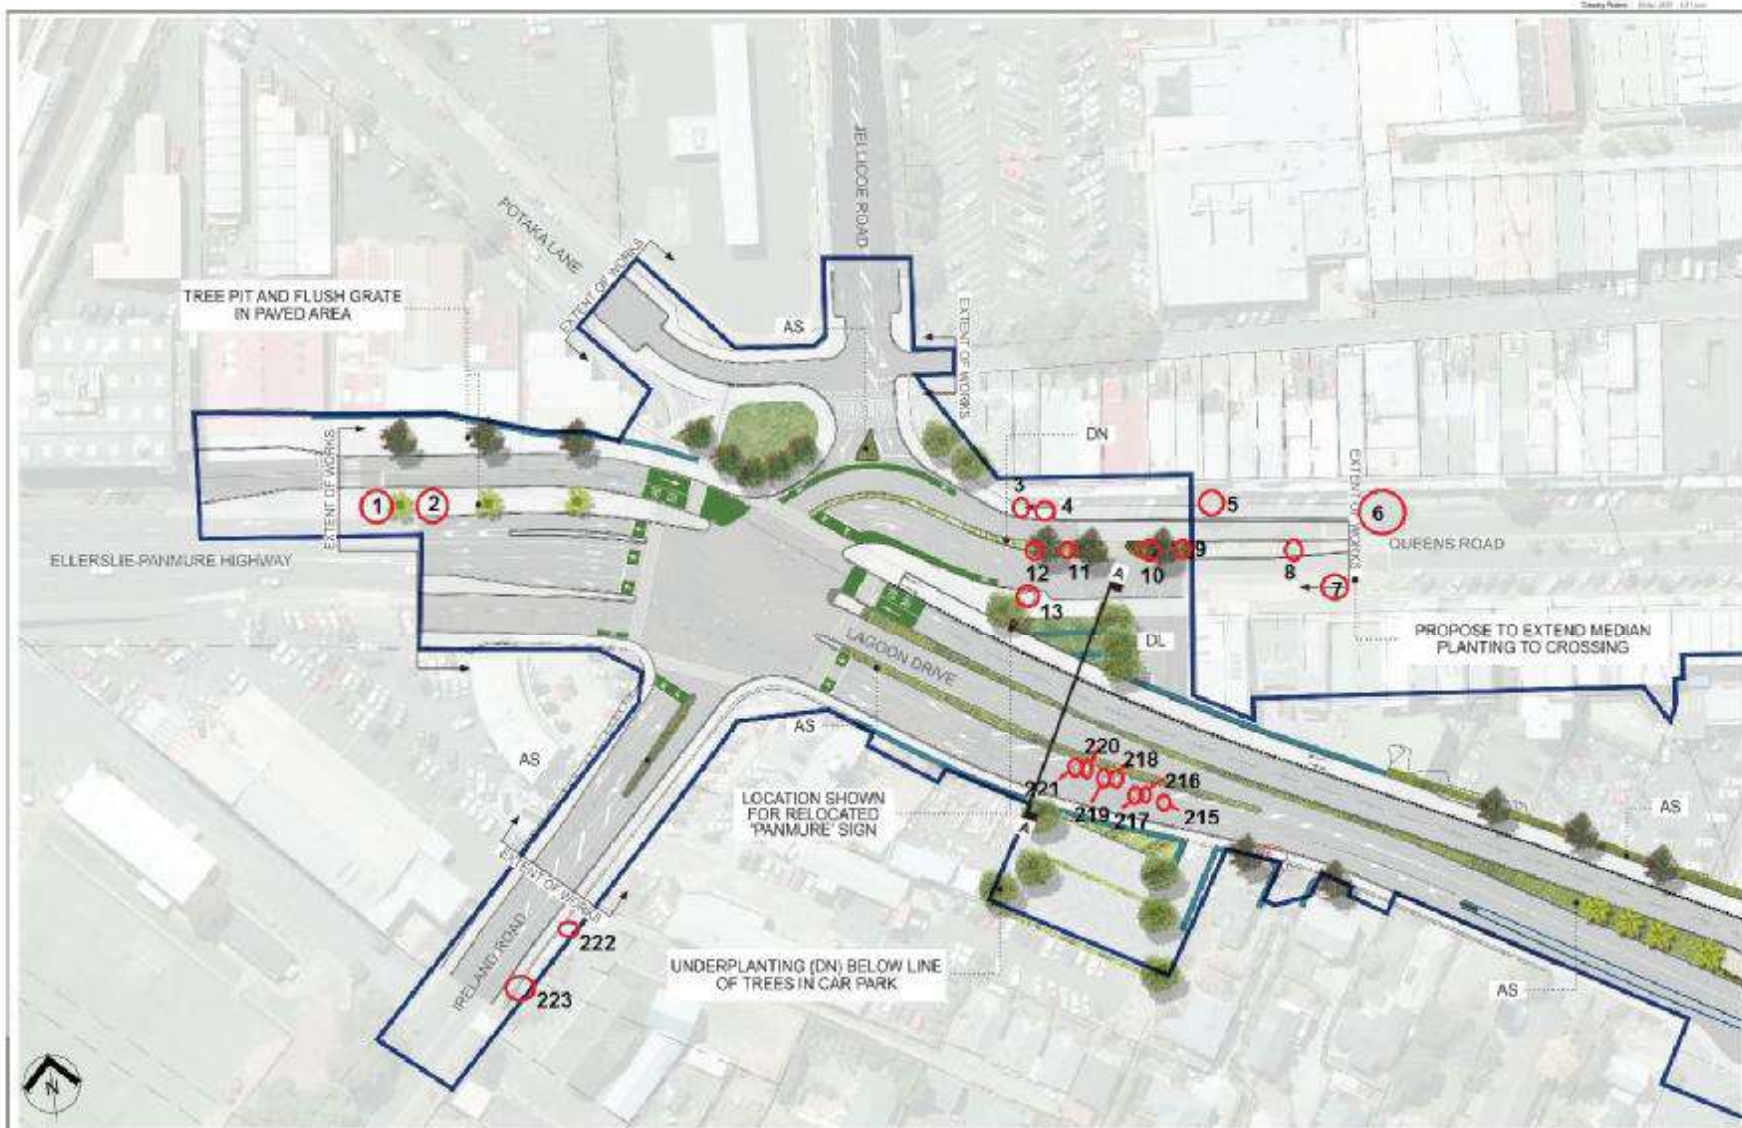 POTAKA LANE
JELLICOE ROAD
EXTENT OF WORKS
EXTENT OF WORKS
TREE PIT AND FLUSH GRATE
IN PAVED AREA
AS
EXTENT OF WORKS
DN
EXTENT OF WORKS
EXTENT OF WORKS
1
2
3
4
5
6
ELLERSLIE-PANMURE HIGHWAY
QUEENS ROAD
12
11
10
9
8
7
A
13
PROPOSE TO EXTEND MEDIAN
PLANTING TO CROSSING
DL
LAGOON DRIVE
AS
AS
220
218
216
221
219
217
215
LOCATION SHOWN
FOR RELOCATED
'PANMURE' SIGN
A
AS
EXTENT OF WORKS
222
223
IRELAND ROAD
UNDERPLANTING (DN) BELOW LINE
OF TREES IN CAR PARK
AS
N